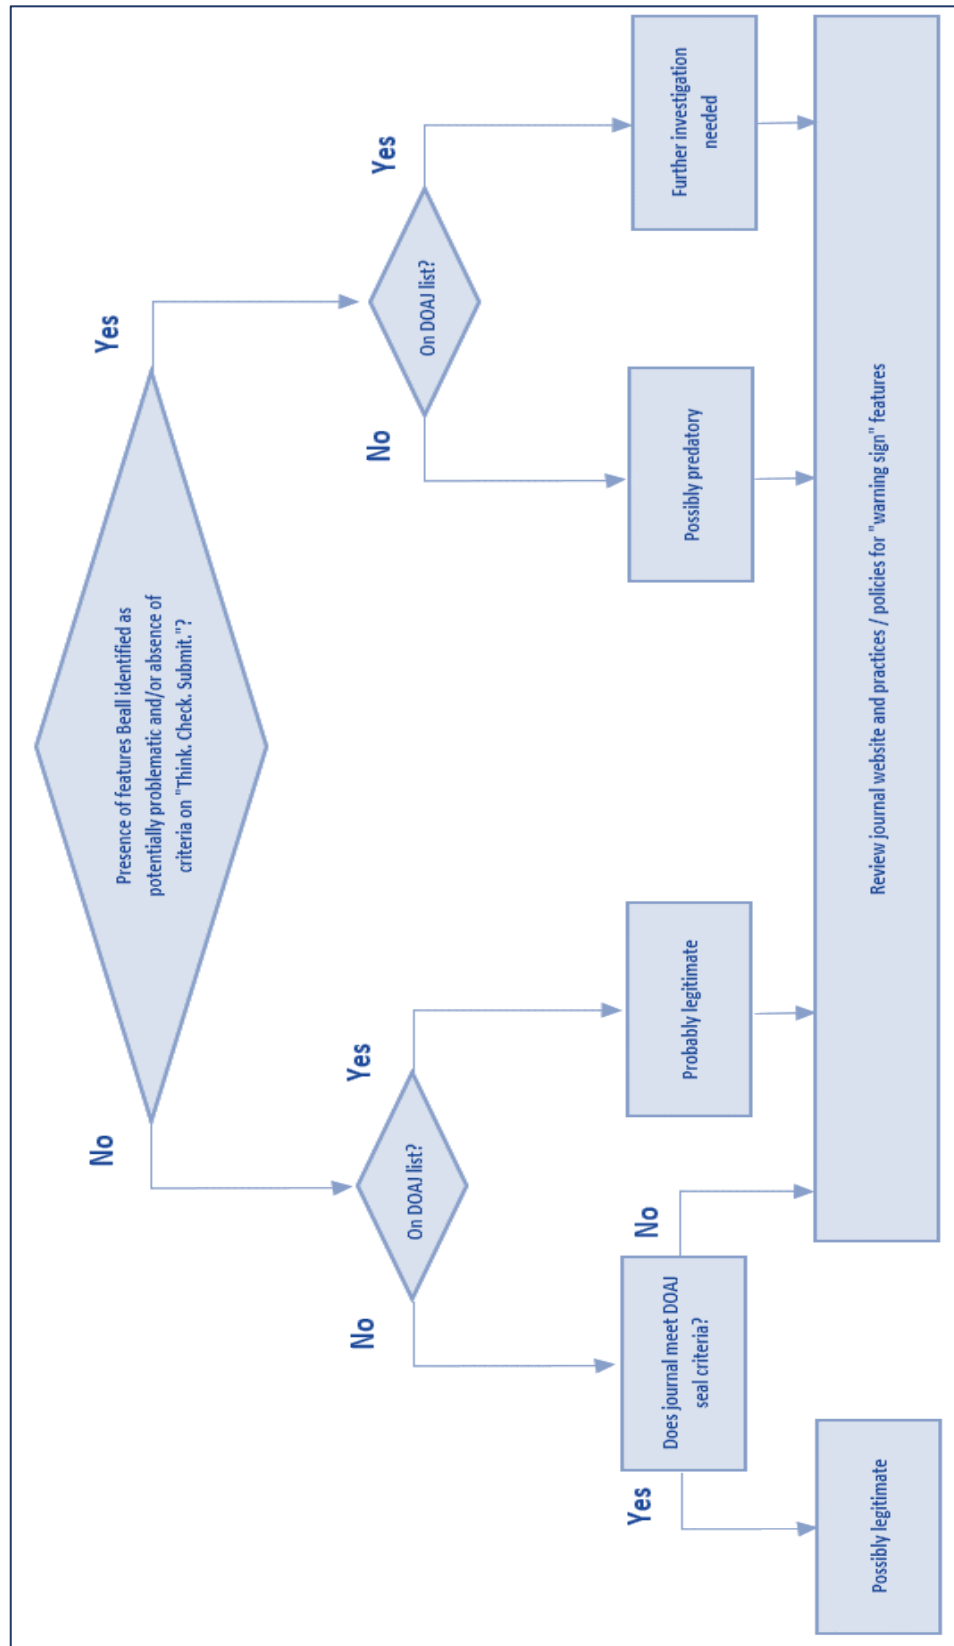 Presence of features Beall identified as
potentially problematic and/or absence of
criteria on "Think. Check. Submit."?
No
Yes
On DOAJ list?
No
Yes
On DOAJ list?
No
Yes
Does journal meet DOAJ
seal criteria?
Yes
No
Probably legitimate
Possibly predatory
Further investigation
needed
Possibly legitimate
Review journal website and practices / policies for "warning sign" features